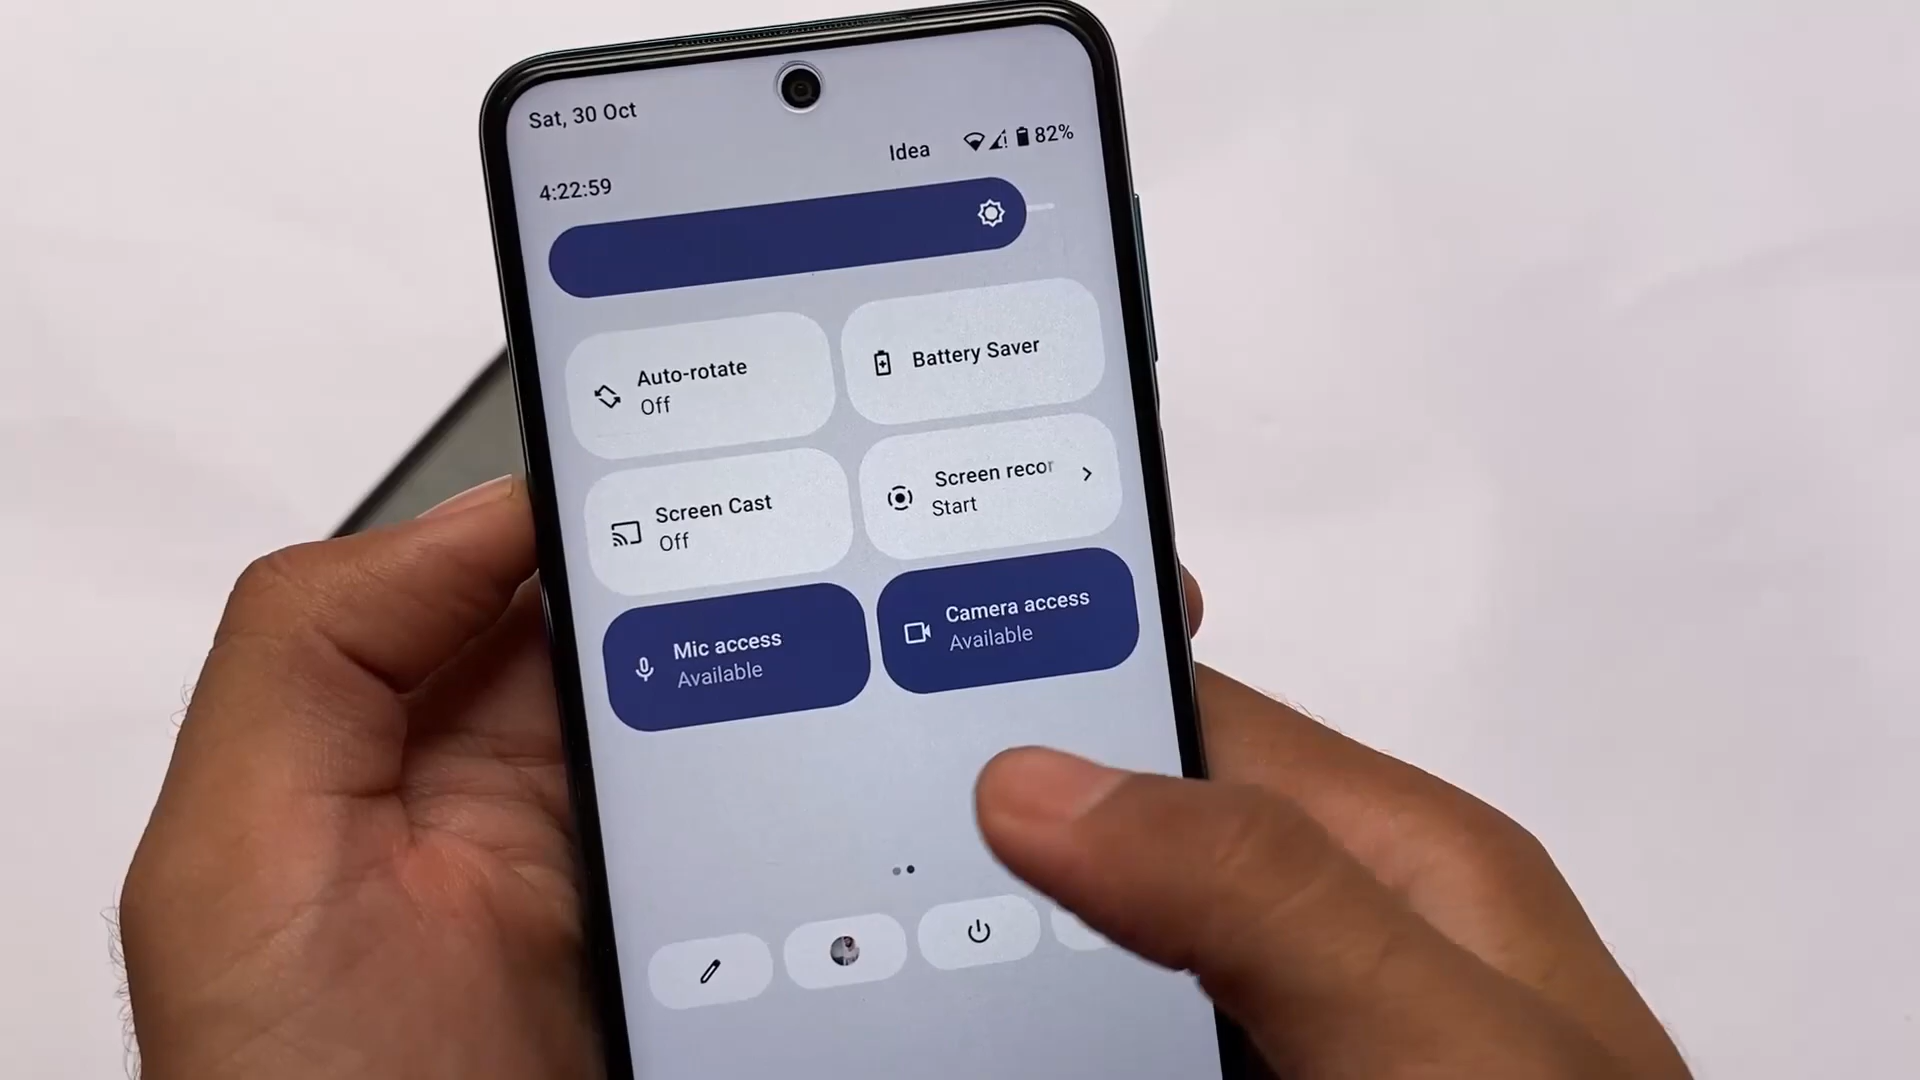 Sat, 30 Oct
Idea 82%
4:22:59
Auto-rotate
Off
Battery Saver
Screen Cast
Off
Screen recor
Start
Mic access
Available
Camera access
Available